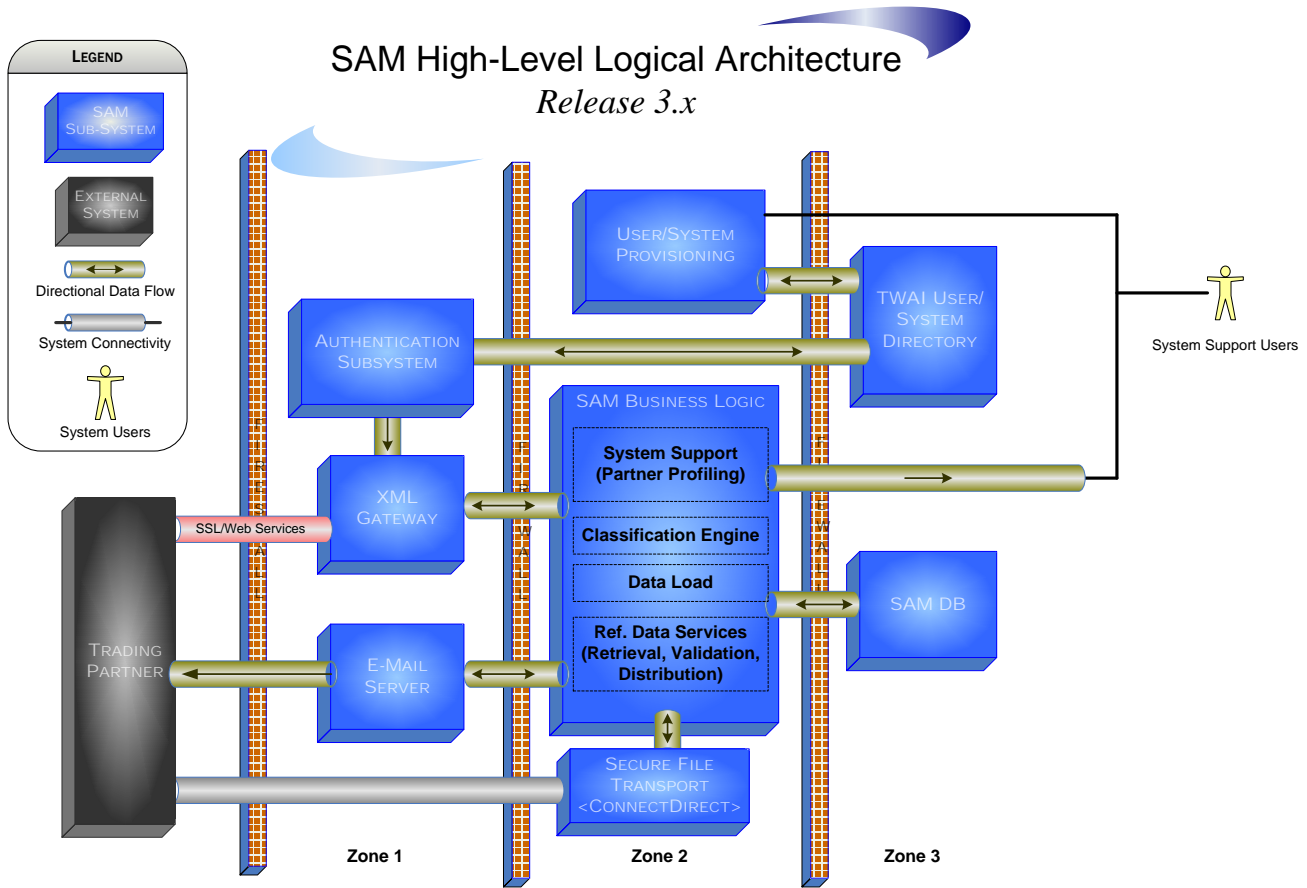 SAM High-Level Logical Architecture
Release 3.x
LEGEND
SAM
SUB-SYSTEM
EXTERNAL
SYSTEM
Directional Data Flow
System Connectivity
System Users
USER/SYSTEM
PROVISIONING
TWAI USER/
SYSTEM
DIRECTORY
System Support Users
AUTHENTICATION
SUBSYSTEM
SAM BUSINESS LOGIC
System Support
(Partner Profiling)
XML
GATEWAY
SSL/Web Services
Classification Engine
Data Load
SAM DB
Ref. Data Services
(Retrieval, Validation,
Distribution)
TRADING
PARTNER
E-MAIL
SERVER
SECURE FILE
TRANSPORT
<CONNECTDIRECT>
FIREWALL
FIREWALL
FIREWALL
Zone 1
Zone 2
Zone 3